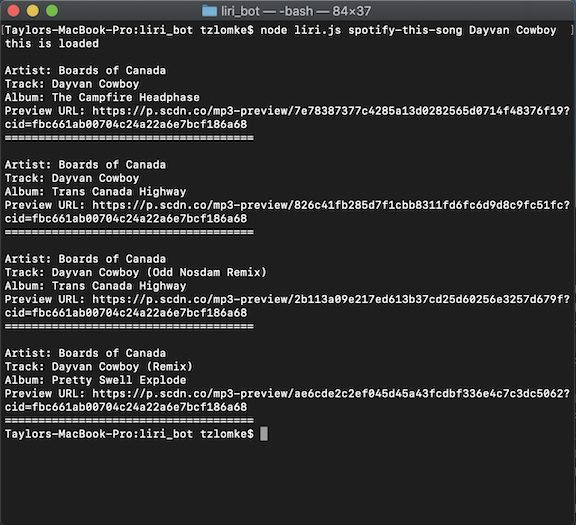 liri_bot — -bash — 84×37
[Taylors-MacBook-Pro:liri_bot tzlomke$ node liri.js spotify-this-song Dayvan Cowboy ]
this is loaded
Artist: Boards of Canada
Track: Dayvan Cowboy
Album: The Campfire Headphase
Preview URL: https://p.scdn.co/mp3-preview/7e78387377c4285a13d0282565d0714f48376f19?
cid=fbc661ab00704c24a22a6e7bcf186a68
====================================
Artist: Boards of Canada
Track: Dayvan Cowboy
Album: Trans Canada Highway
Preview URL: https://p.scdn.co/mp3-preview/826c41fb285d7f1cbb8311fd6fc6d9d8c9fc51fc?
cid=fbc661ab00704c24a22a6e7bcf186a68
====================================
Artist: Boards of Canada
Track: Dayvan Cowboy (Odd Nosdam Remix)
Album: Trans Canada Highway
Preview URL: https://p.scdn.co/mp3-preview/2b113a09e217ed613b37cd25d60256e3257d679f?
cid=fbc661ab00704c24a22a6e7bcf186a68
====================================
Artist: Boards of Canada
Track: Dayvan Cowboy (Remix)
Album: Pretty Swell Explode
Preview URL: https://p.scdn.co/mp3-preview/ae6cde2c2ef045d45a43fcdbf336e4c7c3dc5062?
cid=fbc661ab00704c24a22a6e7bcf186a68
====================================
Taylors-MacBook-Pro:liri_bot tzlomke$